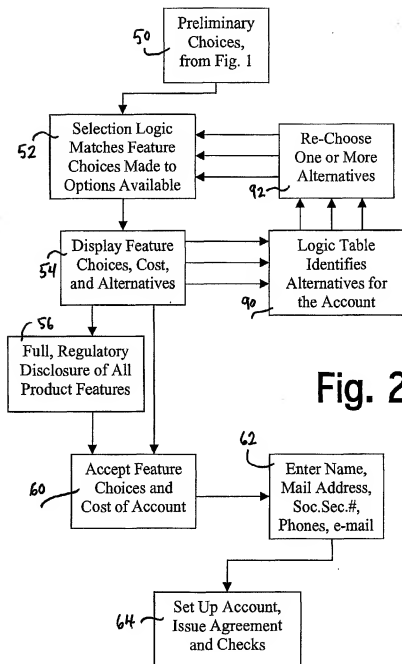 50
Preliminary
Choices,
from Fig. 1
52
Selection Logic
Matches Feature
Choices Made to
Options Available
Re-Choose
One or More
Alternatives
92
54
Display Feature
Choices, Cost,
and Alternatives
Logic Table
Identifies
Alternatives for
the Account
90
56
Full, Regulatory
Disclosure of All
Product Features
Fig. 2
60
Accept Feature
Choices and
Cost of Account
62
Enter Name,
Mail Address,
Soc.Sec.#,
Phones, e-mail
64
Set Up Account,
Issue Agreement
and Checks